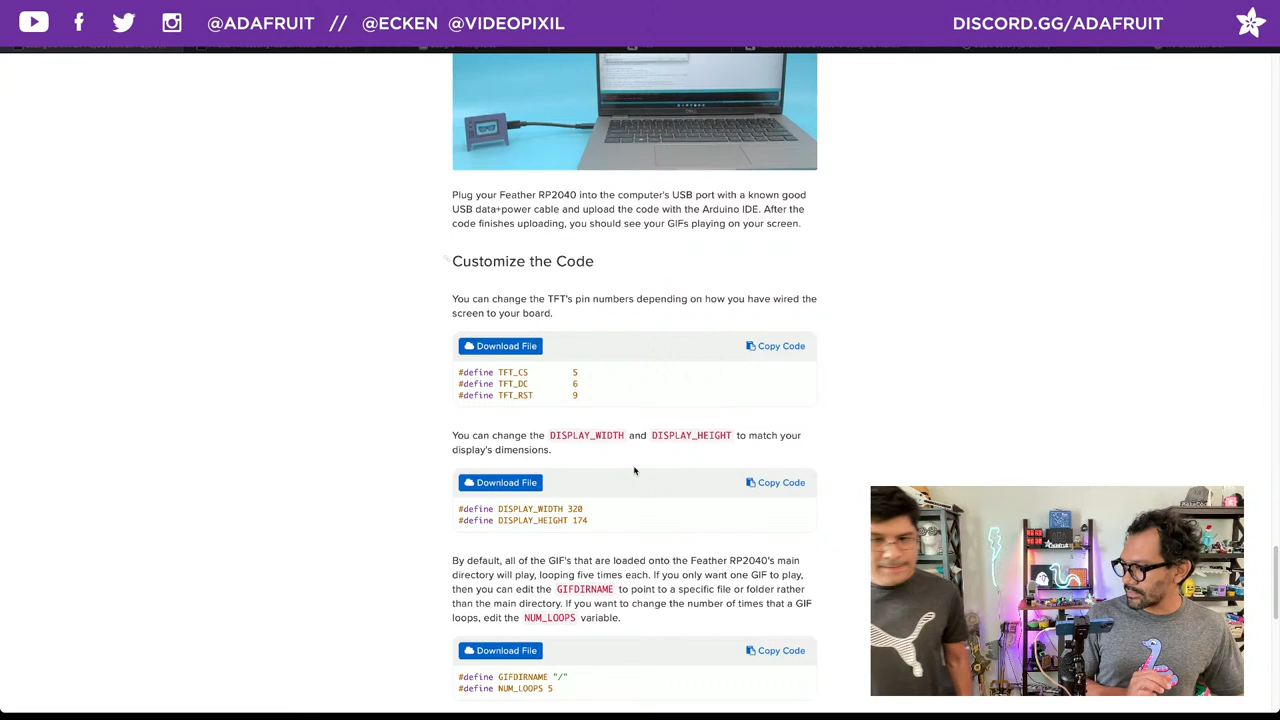 @ADAFRUIT // @ECKEN @VIDEOPIXIL
DISCORD.GG/ADAFRUIT
Plug your Feather RP2040 into the computer's USB port with a known good
USB data+power cable and upload the code with the Arduino IDE. After the
code finishes uploading, you should see your GIFs playing on your screen.
Customize the Code
You can change the TFT's pin numbers depending on how you have wired the
screen to your board.
Download File
Copy Code
#define TFT_CS 5
#define TFT_DC 6
#define TFT_RST 9
You can change the DISPLAY_WIDTH and DISPLAY_HEIGHT to match your
display's dimensions.
Download File
Copy Code
#define DISPLAY_WIDTH 320
#define DISPLAY_HEIGHT 174
By default, all of the GIF's that are loaded onto the Feather RP2040's main
directory will play, looping five times each. If you only want one GIF to play,
then you can edit the GIFDIRNAME to point to a specific file or folder rather
than the main directory. If you want to change the number of times that a GIF
loops, edit the NUM_LOOPS variable.
Download File
Copy Code
#define GIFDIRNAME "/"
#define NUM_LOOPS 5